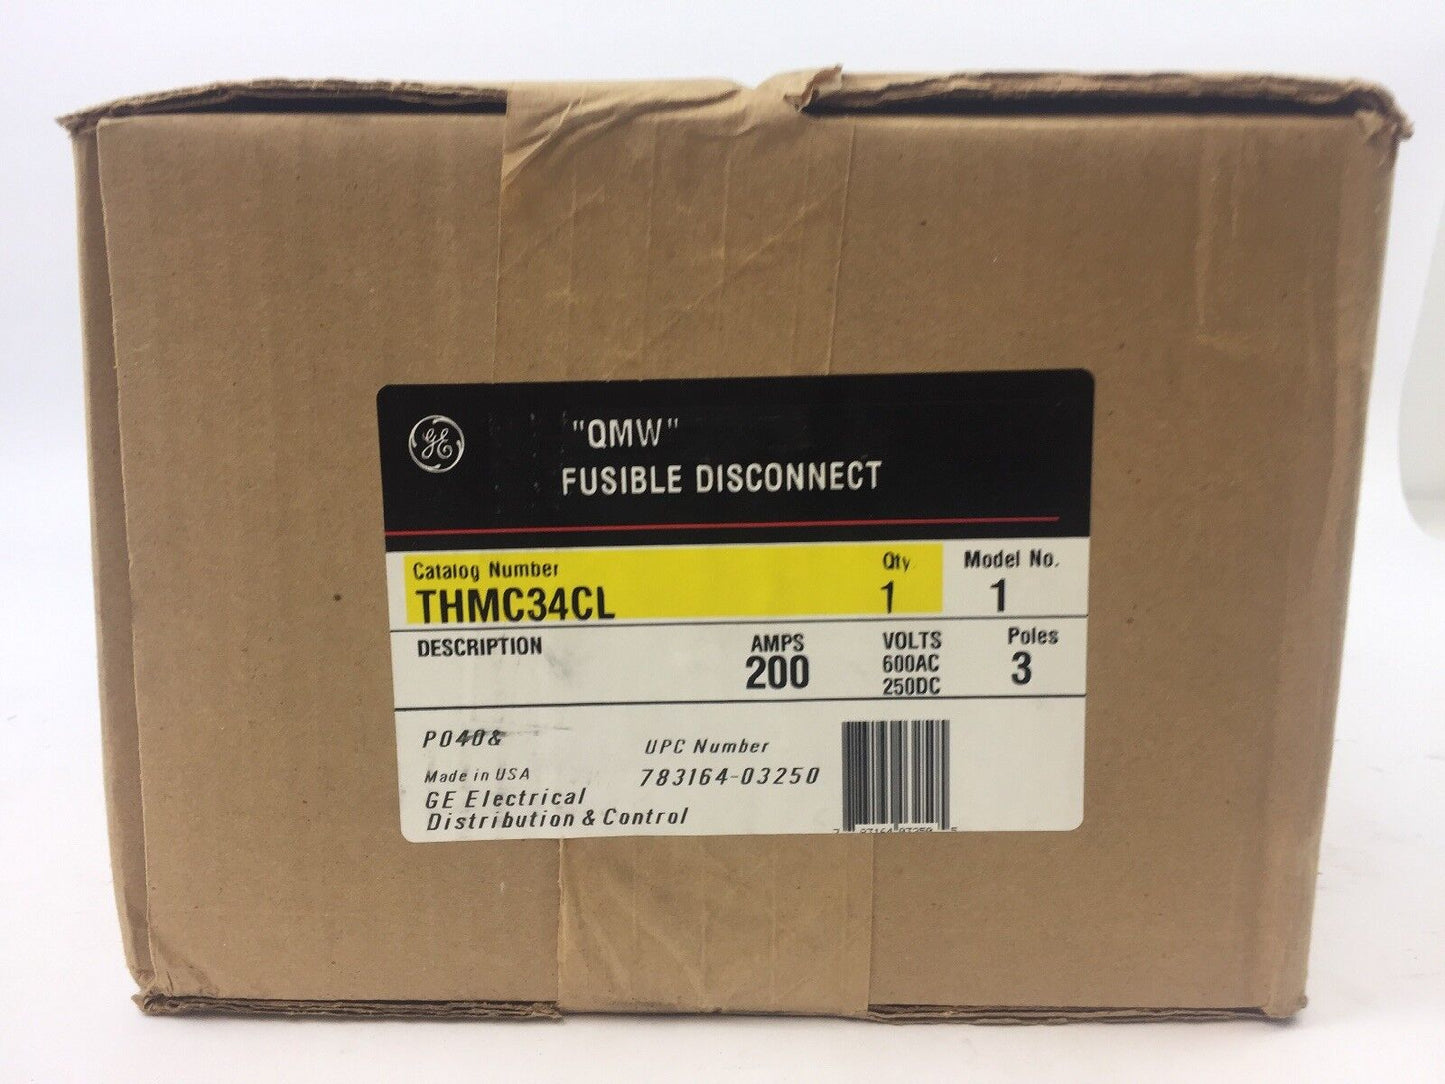 GE
"QMW"
FUSIBLE DISCONNECT
Catalog Number Qty. Model No.
THMC34CL 1 1
DESCRIPTION AMPS VOLTS Poles
200 600AC 3
250DC
P040& UPC Number
Made in USA 783164-03250
GE Electrical
Distribution & Control